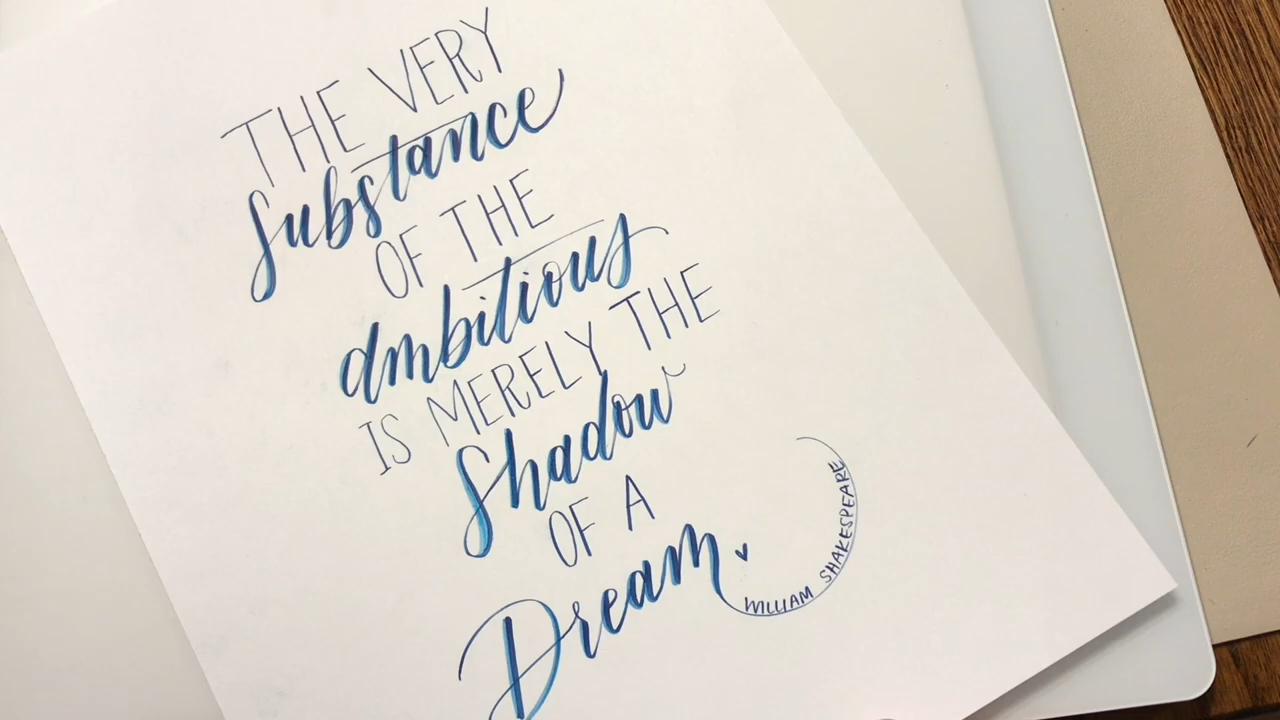 THE VERY
Substance
OF THE
ambitious
IS MERELY THE
Shadow
OF A
Dream.
WILLIAM SHAKESPEARE